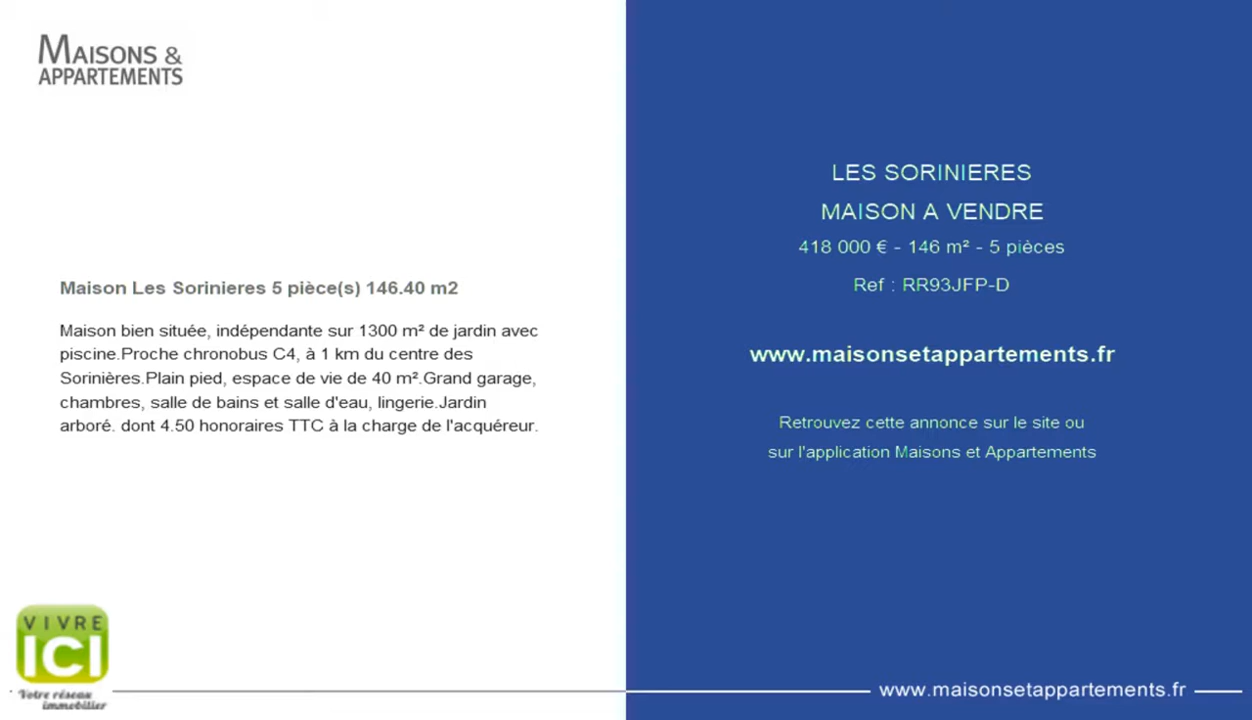 MAISONS &
APPARTEMENTS
Maison Les Sorinieres 5 pièce(s) 146.40 m2
Maison bien située, indépendante sur 1300 m² de jardin avec
piscine.Proche chronobus C4, à 1 km du centre des
Sorinières.Plain pied, espace de vie de 40 m².Grand garage,
chambres, salle de bains et salle d'eau, lingerie.Jardin
arboré. dont 4.50 honoraires TTC à la charge de l'acquéreur.
VIVRE
ICI
Votre réseau
immobilier
LES SORINIERES
MAISON A VENDRE
418 000 € - 146 m² - 5 pièces
Ref : RR93JFP-D
www.maisonsetappartements.fr
Retrouvez cette annonce sur le site ou
sur l'application Maisons et Appartements
www.maisonsetappartements.fr